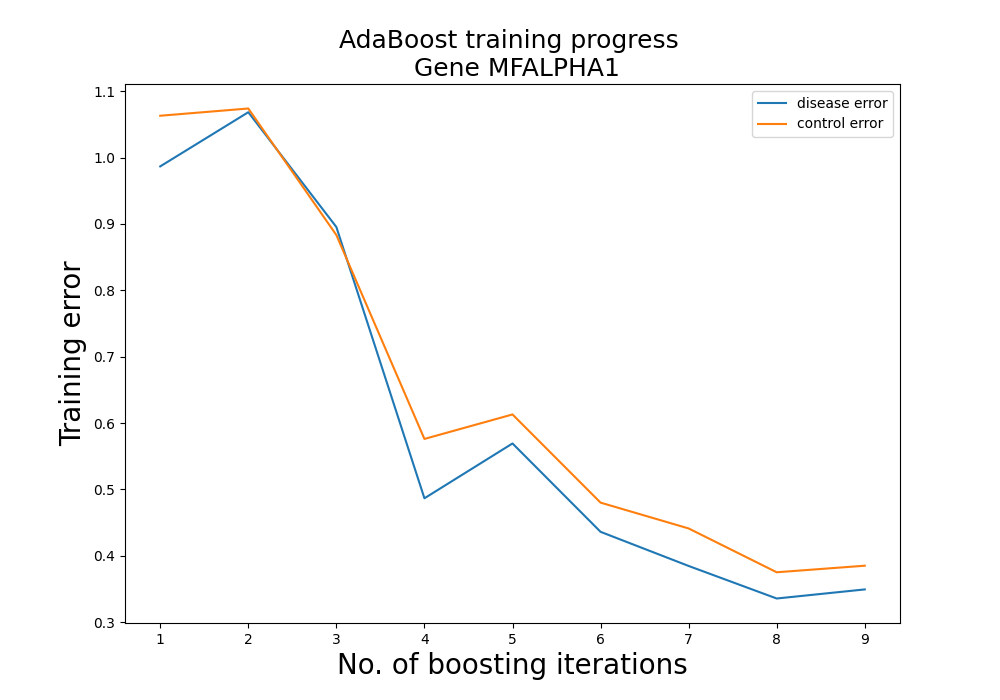 AdaBoost training progress
Gene MFALPHA1
disease error
control error
Training error
1.1
1.0
0.9
0.8
0.7
0.6
0.5
0.4
0.3
1 2 3 4 5 6 7 8 9
No. of boosting iterations